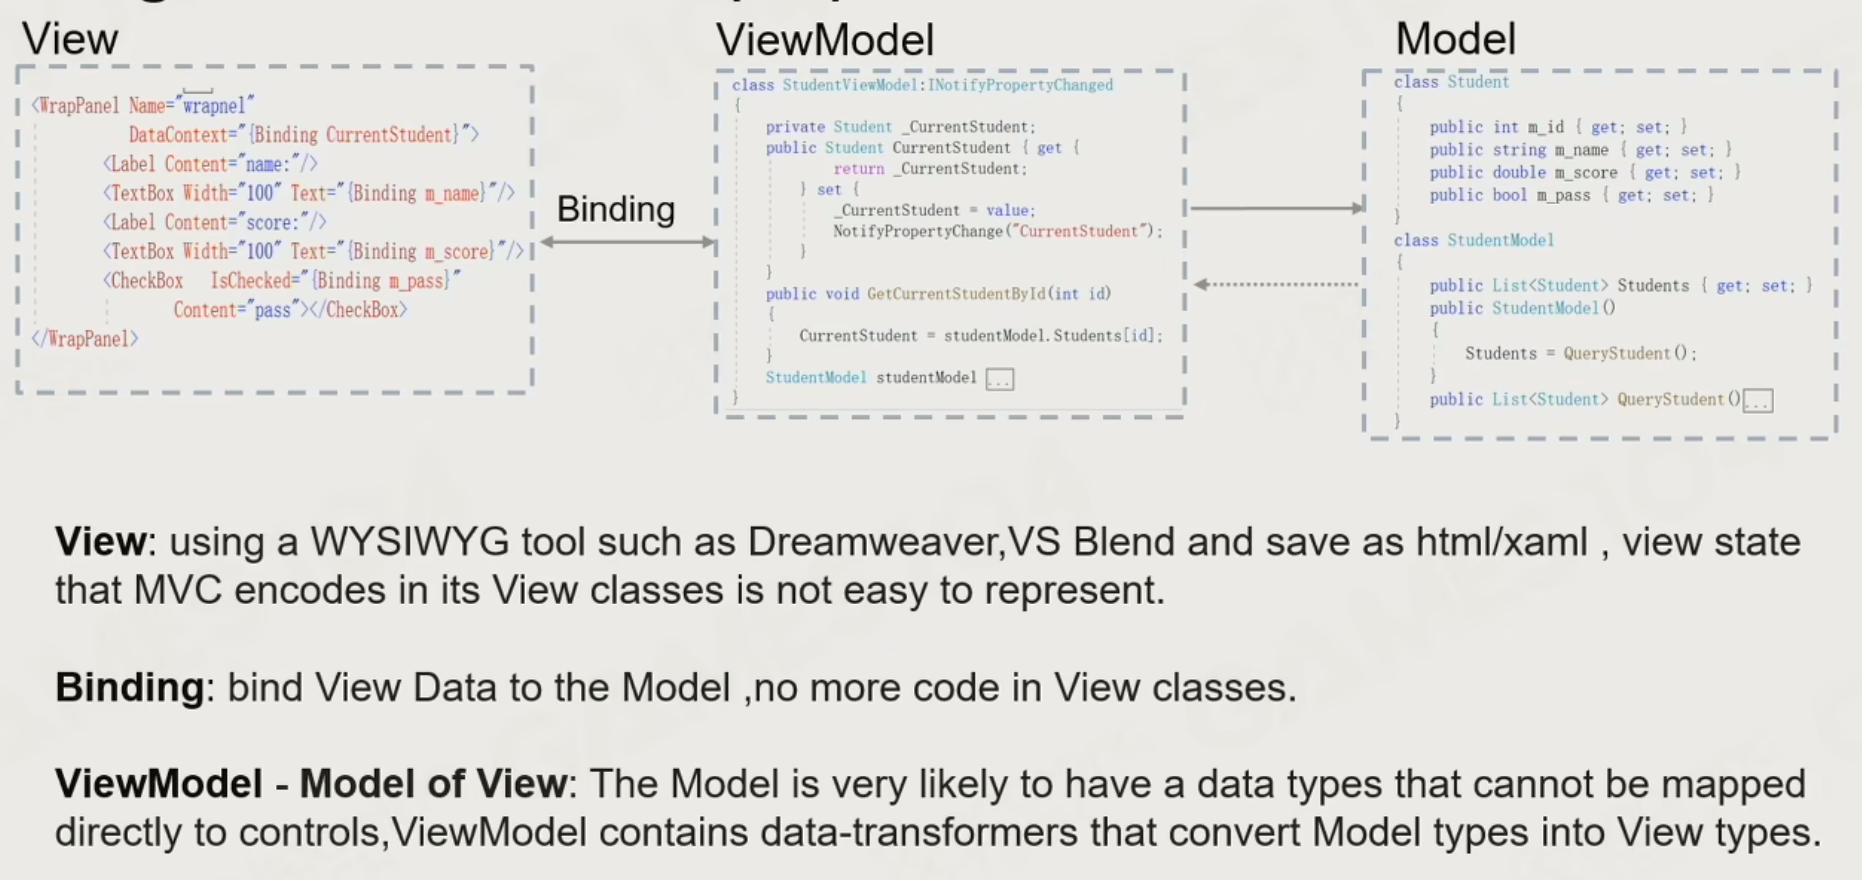 View
<WrapPanel Name="wrapnel"
DataContext="{Binding CurrentStudent}">
<Label Content="name:"/>
<TextBox Width="100" Text="{Binding m_name}"/>
<Label Content="score:"/>
<TextBox Width="100" Text="{Binding m_score}"/>
<CheckBox IsChecked="{Binding m_pass}"
Content="pass"></CheckBox>
</WrapPanel>
Binding
ViewModel
class StudentViewModel:INotifyPropertyChanged
{
private Student _CurrentStudent;
public Student CurrentStudent { get {
return _CurrentStudent;
} set {
_CurrentStudent = value;
NotifyPropertyChange("CurrentStudent");
}
}
public void GetCurrentStudentById(int id)
{
CurrentStudent = studentModel.Students[id];
}
StudentModel studentModel ...
}
Model
class Student
{
public int m_id { get; set; }
public string m_name { get; set; }
public double m_score { get; set; }
public bool m_pass { get; set; }
}
class StudentModel
{
public List<Student> Students { get; set; }
public StudentModel()
{
Students = QueryStudent();
}
public List<Student> QueryStudent()...
}
View: using a WYSIWYG tool such as Dreamweaver,VS Blend and save as html/xaml , view state
that MVC encodes in its View classes is not easy to represent.
Binding: bind View Data to the Model ,no more code in View classes.
ViewModel - Model of View: The Model is very likely to have a data types that cannot be mapped
directly to controls,ViewModel contains data-transformers that convert Model types into View types.